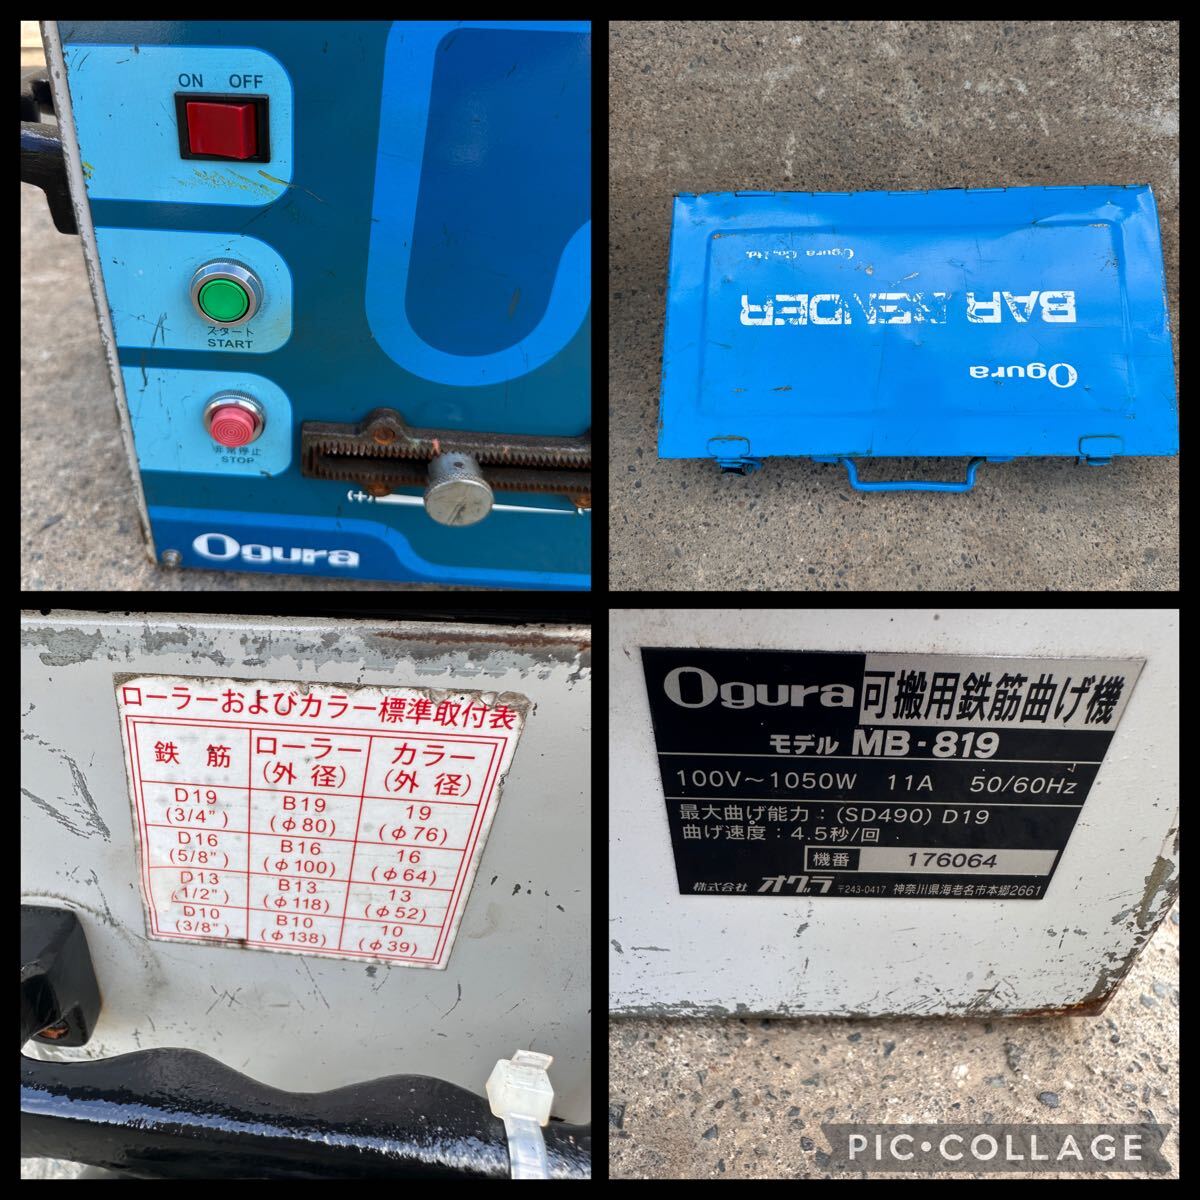 ON OFF
スタート
START
非常停止
STOP
(+)
Ogura
Ogura
BAR BENDER
Ogura Co., Ltd.
ローラーおよびカラー標準取付表
鉄筋 ローラー(外径) カラー(外径)
D19 (3/4") B19 (φ80) 19 (φ76)
D16 (5/8") B16 (φ100) 16 (φ64)
D13 (1/2") B13 (φ118) 13 (φ52)
D10 (3/8") B10 (φ138) 10 (φ39)
Ogura 可搬用鉄筋曲げ機
モデル MB-819
100V～1050W 11A 50/60Hz
最大曲げ能力：(SD490) D19
曲げ速度：4.5秒/回
機番 176064
株式会社 オグラ 〒243-0417 神奈川県海老名市本郷2661
PIC•COLLAGE